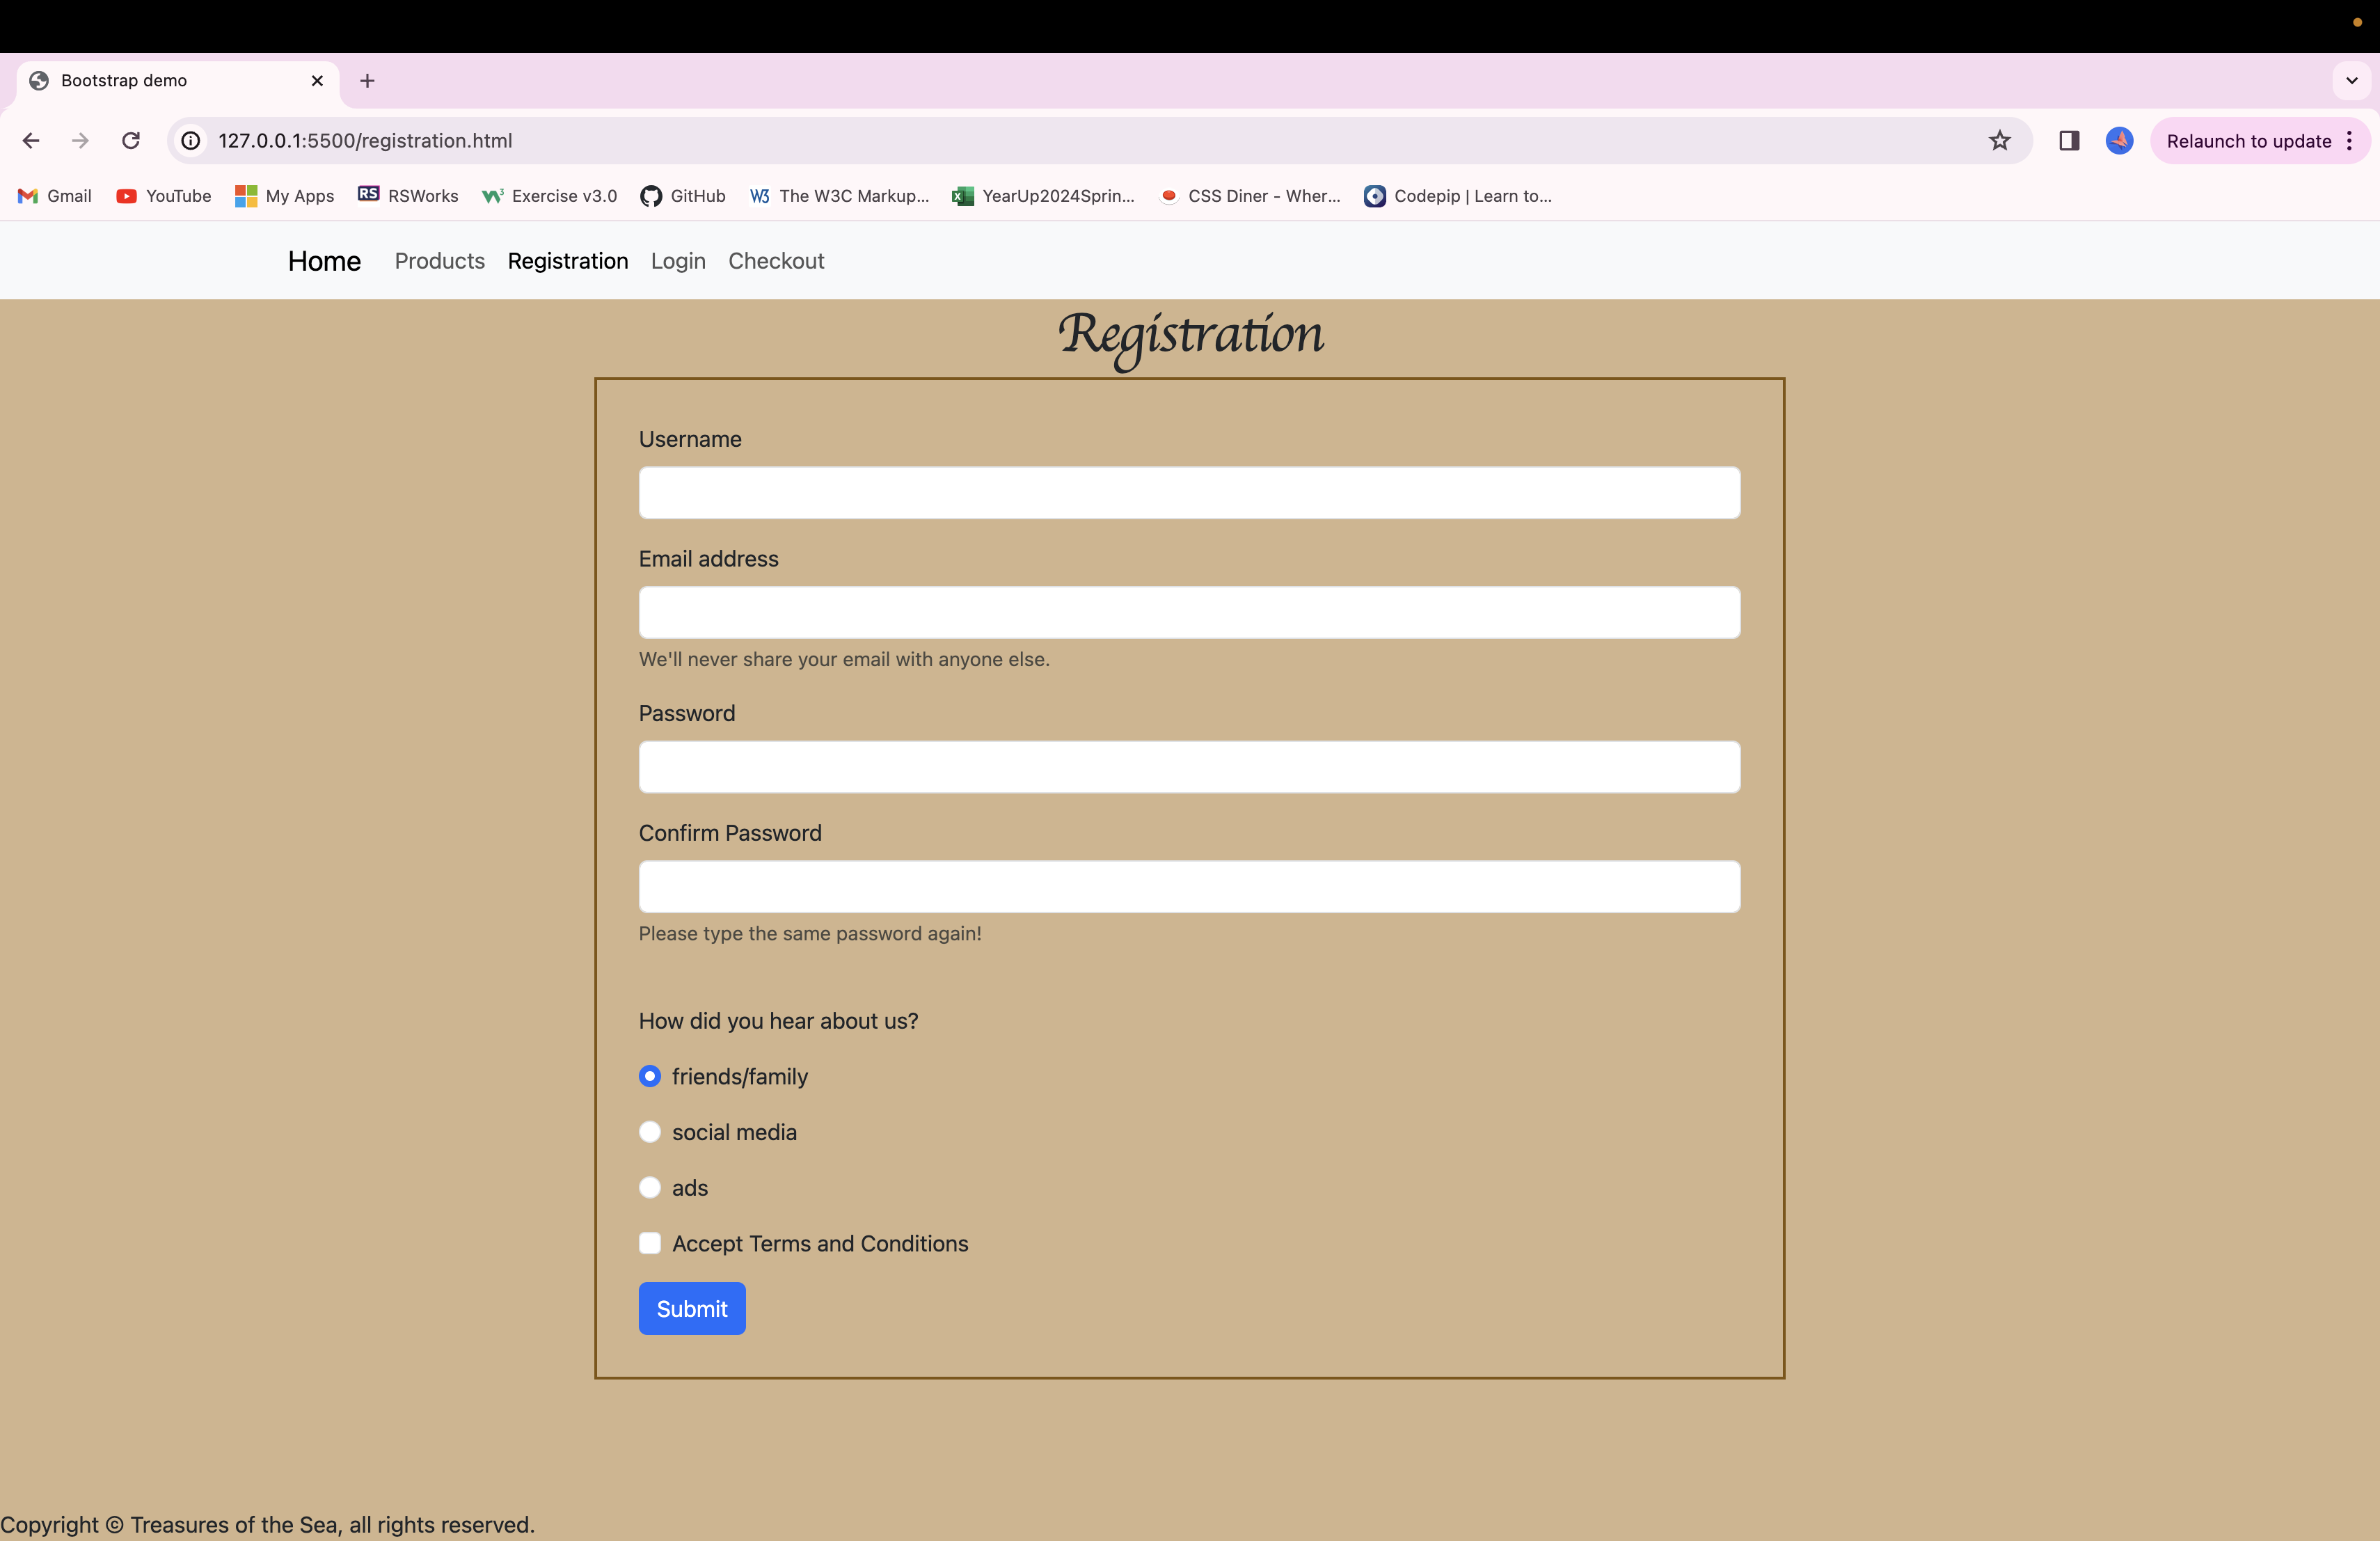 Bootstrap demo
127.0.0.1:5500/registration.html
Relaunch to update
Gmail YouTube My Apps RS RSWorks Exercise v3.0 GitHub W3 The W3C Markup... YearUp2024Sprin... CSS Diner - Wher... Codepip | Learn to...
Home Products Registration Login Checkout
Registration
Username
Email address
We'll never share your email with anyone else.
Password
Confirm Password
Please type the same password again!
How did you hear about us?
friends/family
social media
ads
Accept Terms and Conditions
Submit
Copyright © Treasures of the Sea, all rights reserved.